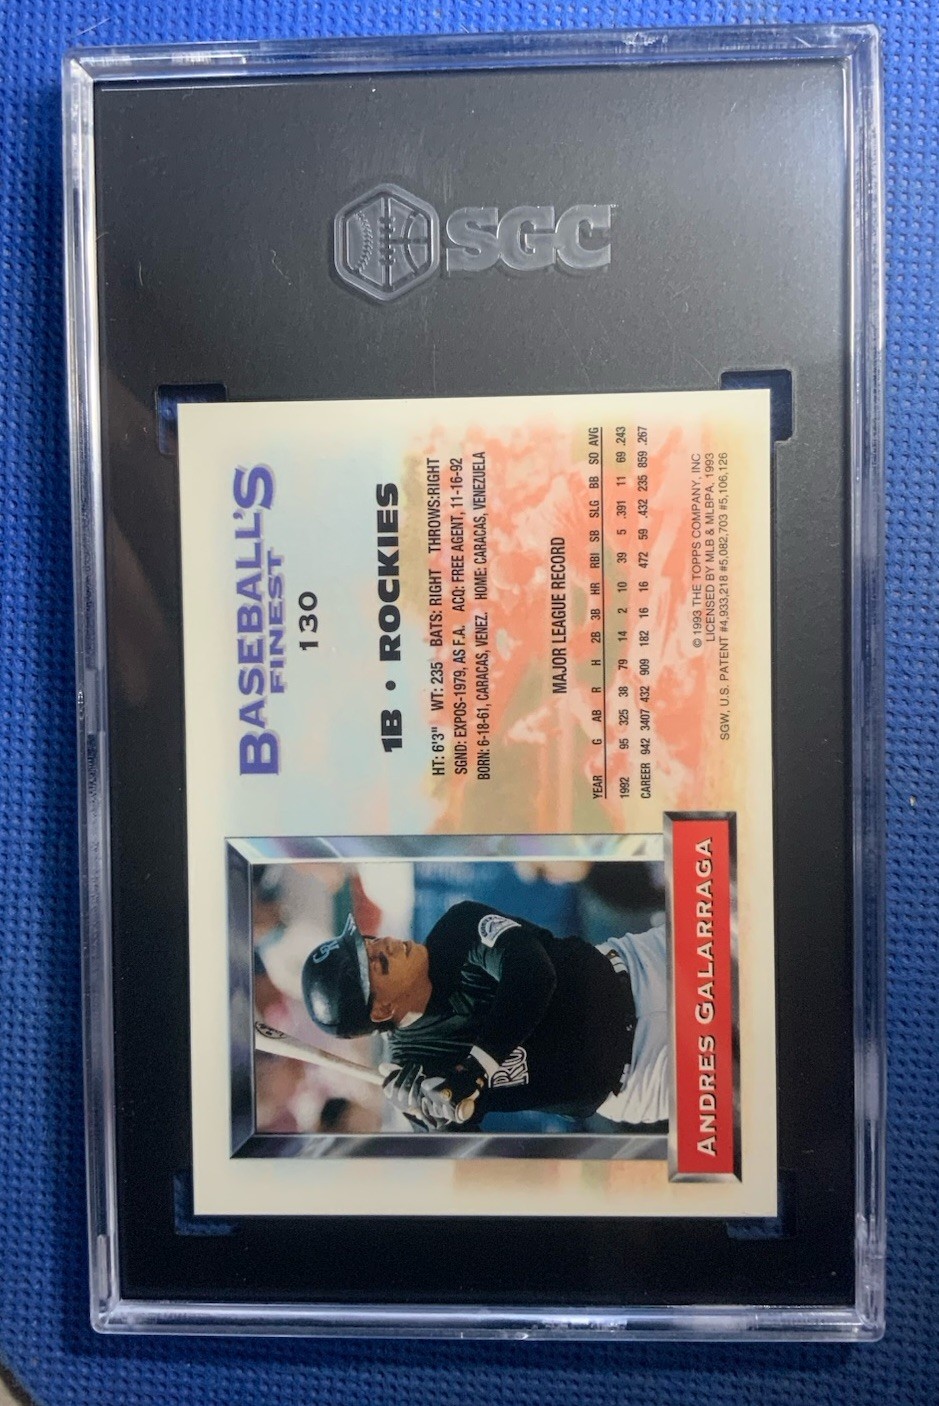 SGC
BASEBALL'S
FINEST
130
1B • ROCKIES
HT: 6'3" WT: 235 BATS: RIGHT THROWS:RIGHT
SGND: EXPOS-1979, AS F.A. ACQ: FREE AGENT, 11-16-92
BORN: 6-18-61, CARACAS, VENEZ. HOME: CARACAS, VENEZUELA
MAJOR LEAGUE RECORD
YEAR G AB R H 2B 3B HR RBI SB SLG BB SO AVG
1992 95 325 38 79 14 2 10 39 5 .391 11 69 .243
CAREER 942 3407 432 909 182 16 16 472 59 432 235 859 .267
© 1993 THE TOPPS COMPANY, INC
LICENSED BY MLB & MLBPA, 1993
SGW, U.S. PATENT #4,933,218 #5,082,703 #5,106,126
CR
ANDRES GALARRAGA